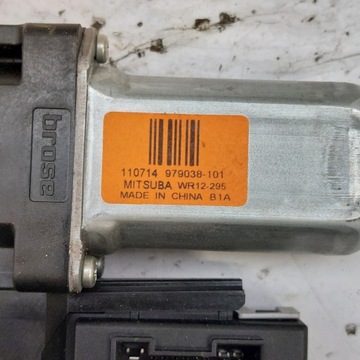 brose
110714 979038-101
MITSUBA WR12-295
MADE IN CHINA B1A